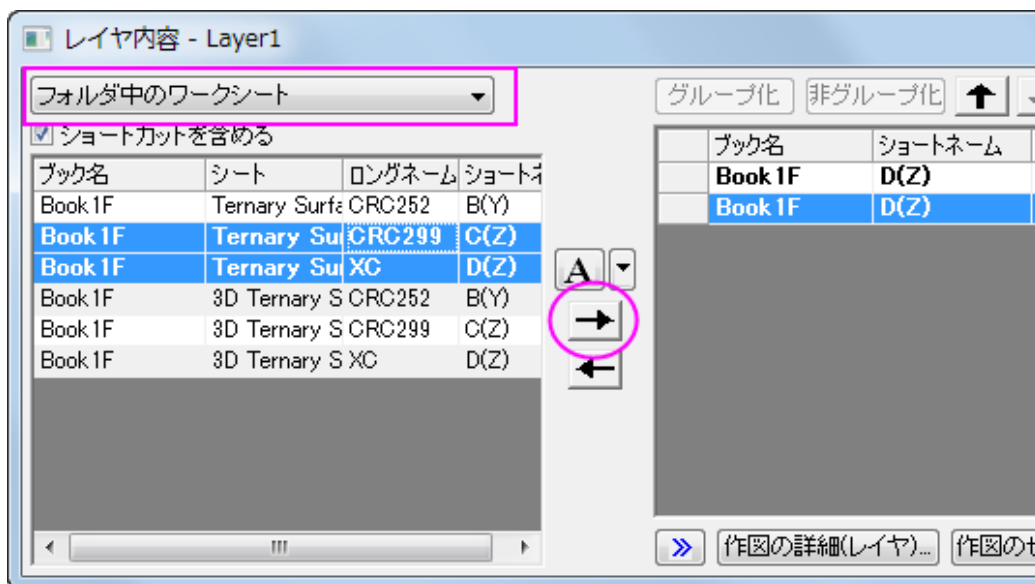 レイヤ内容 - Layer1
フォルダ中のワークシート
ショートカットを含める
ブック名 シート ロングネーム ショートネ
Book1F Ternary Surfa CRC252 B(Y)
Book1F Ternary Su CRC299 C(Z)
Book1F Ternary Su XC D(Z)
Book1F 3D Ternary S CRC252 B(Y)
Book1F 3D Ternary S CRC299 C(Z)
Book1F 3D Ternary S XC D(Z)
A
グループ化 非グループ化
ブック名 ショートネーム
Book1F D(Z)
Book1F D(Z)
作図の詳細(レイヤ)... 作図のセ